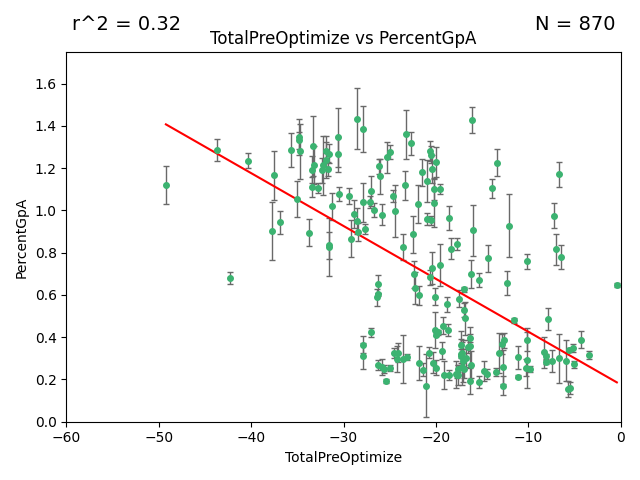 r^2 = 0.32
N = 870
TotalPreOptimize vs PercentGpA
PercentGpA
1.6
1.4
1.2
1.0
0.8
0.6
0.4
0.2
0.0
−60 −50 −40 −30 −20 −10 0
TotalPreOptimize